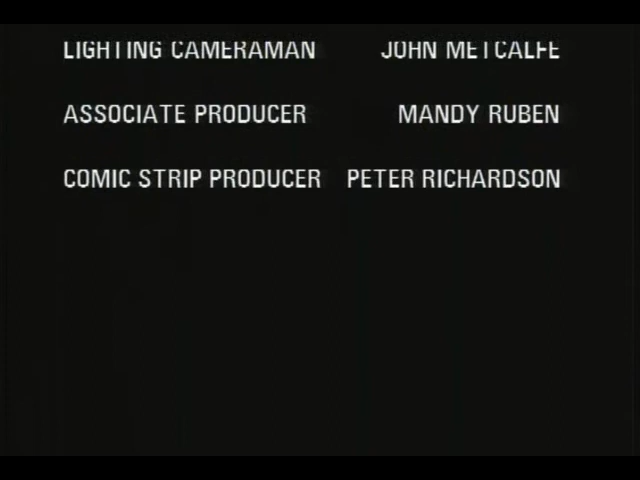 LIGHTING CAMERAMAN JOHN METCALFE
ASSOCIATE PRODUCER MANDY RUBEN
COMIC STRIP PRODUCER PETER RICHARDSON